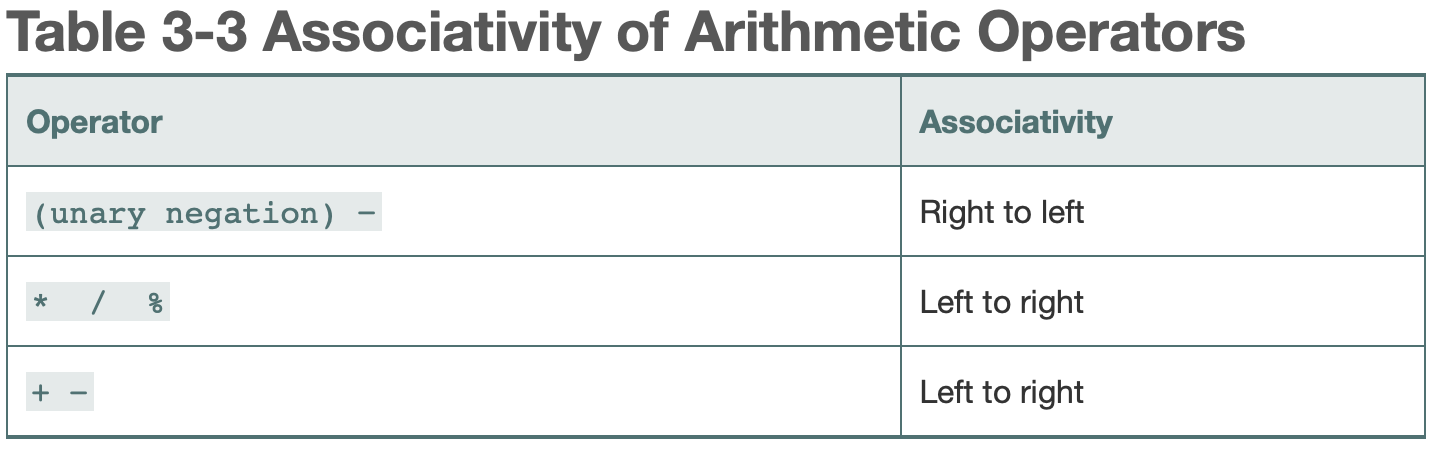 Table 3-3 Associativity of Arithmetic Operators
Operator Associativity
(unary negation) − Right to left
* / % Left to right
+ − Left to right